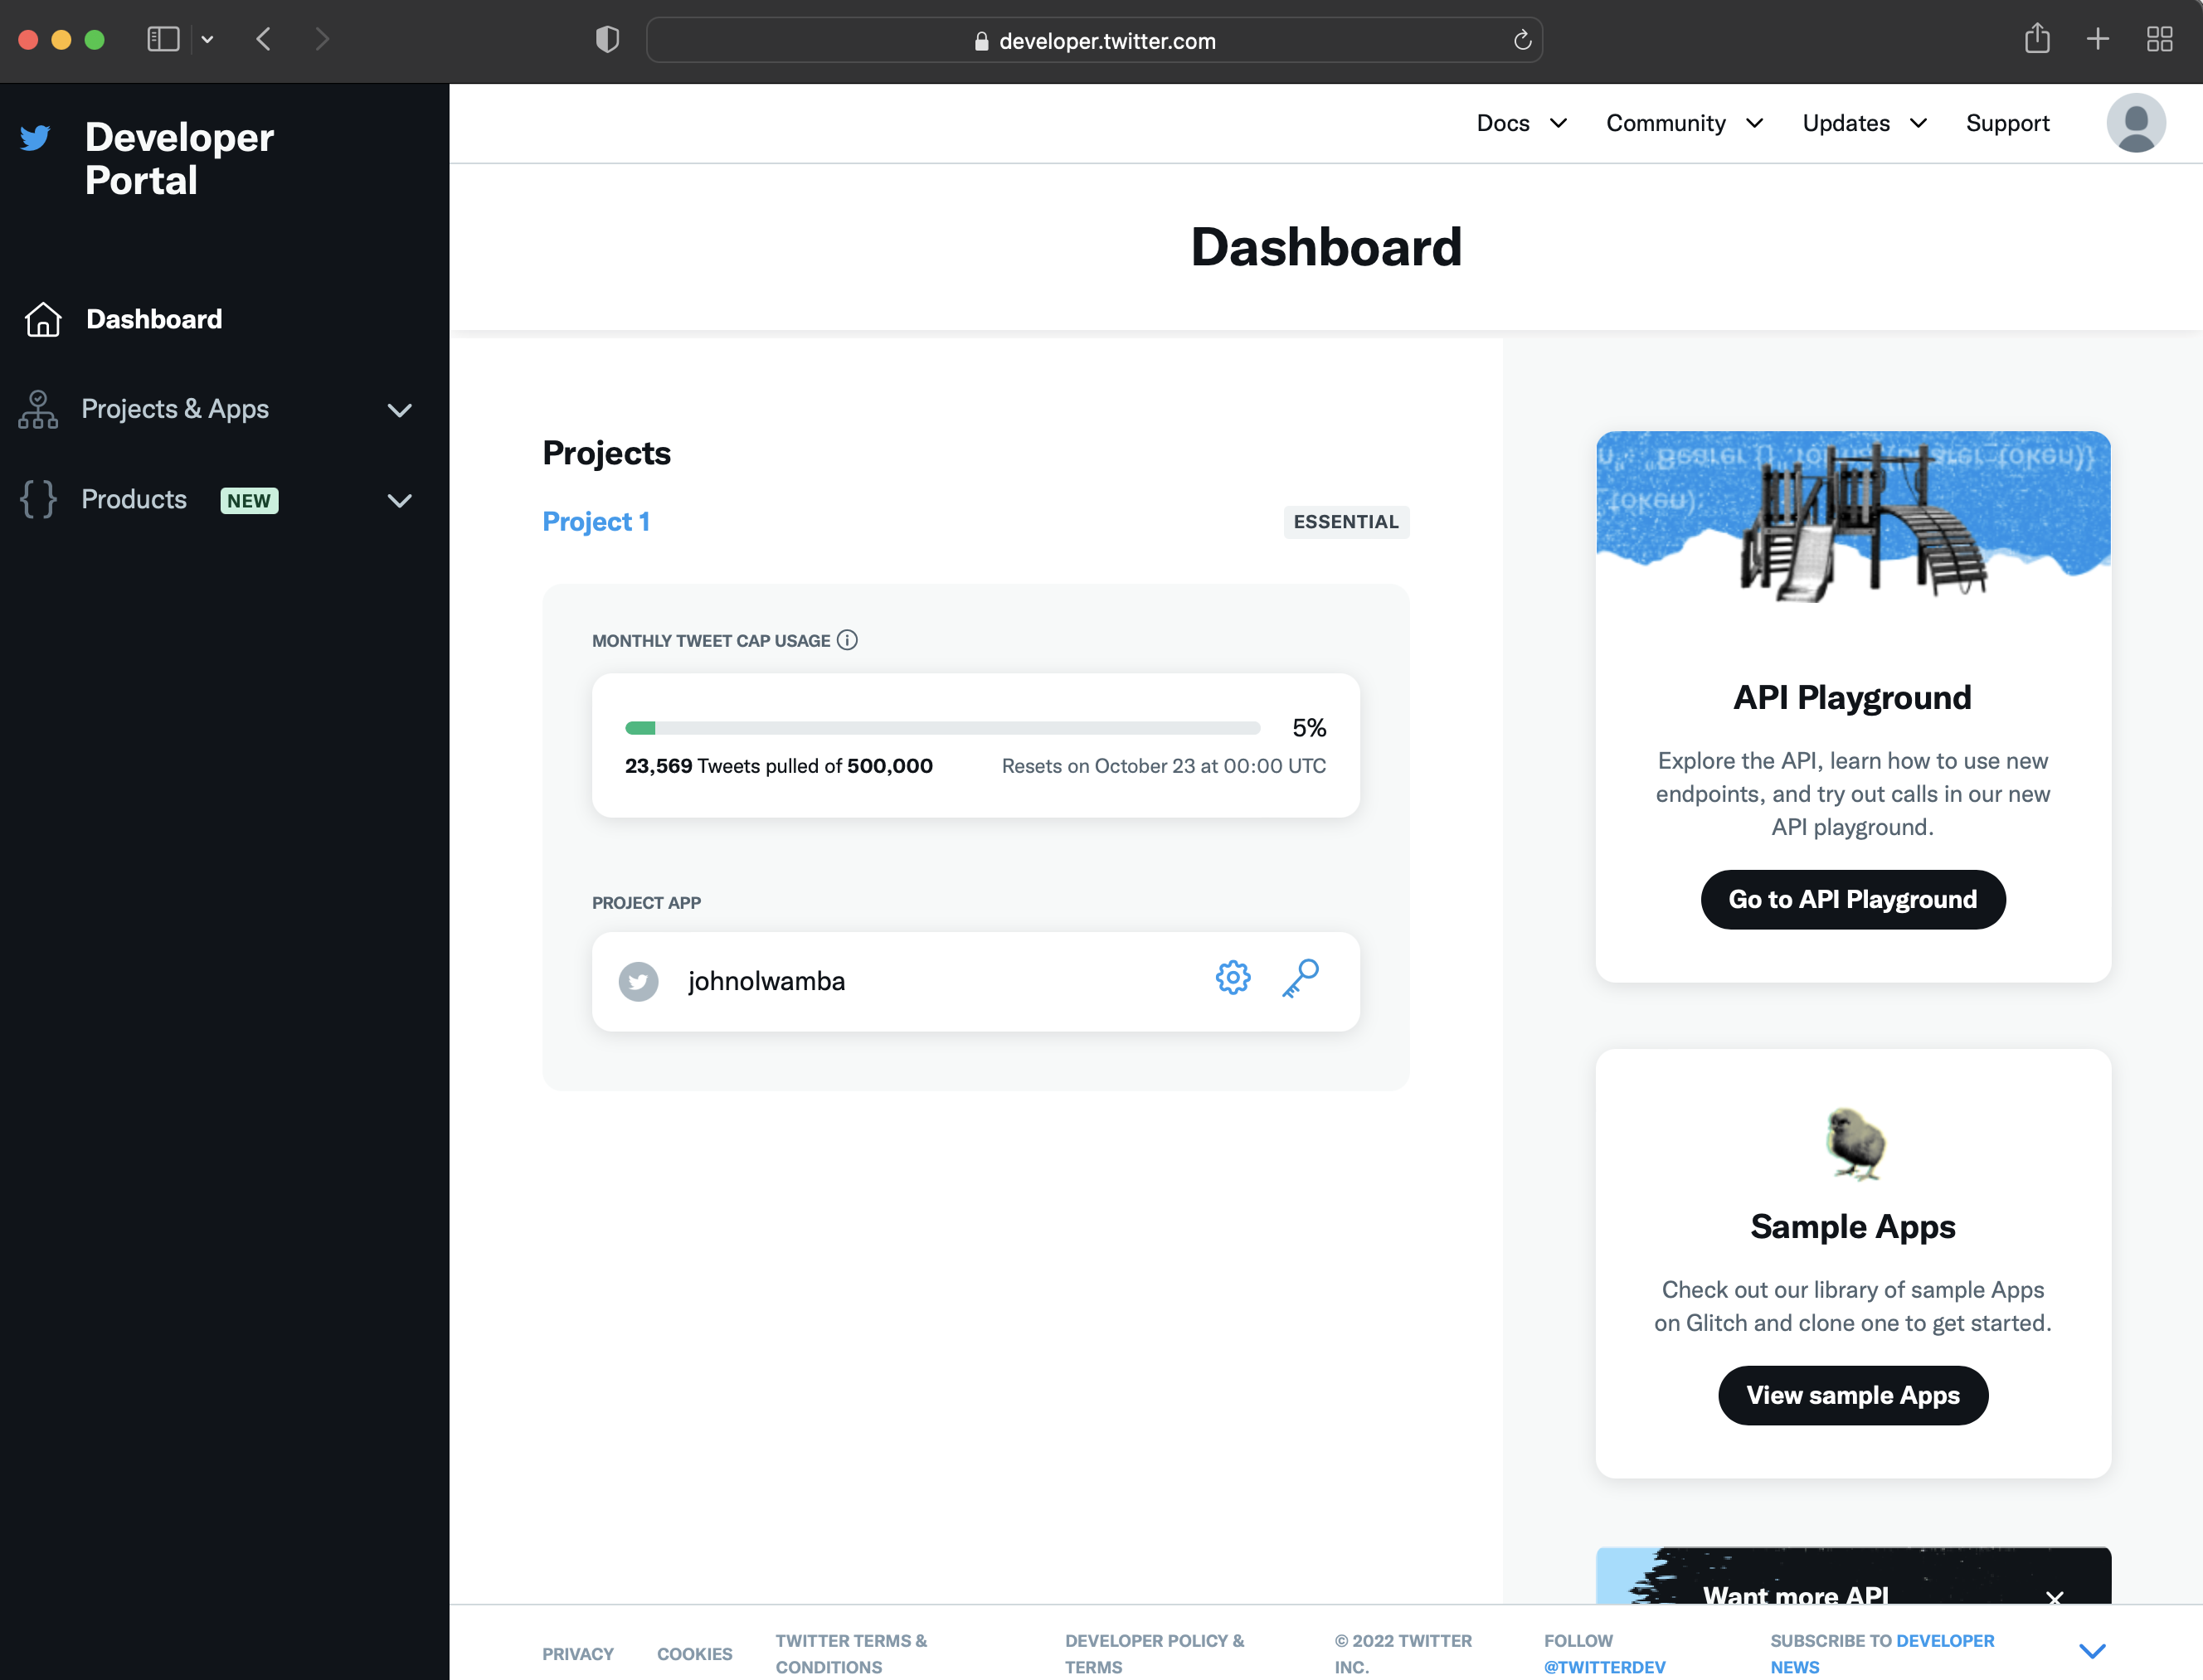 developer.twitter.com
Developer
Portal
Docs
Community
Updates
Support
Dashboard
Dashboard
Projects & Apps
Products
NEW
Projects
Project 1
ESSENTIAL
MONTHLY TWEET CAP USAGE
5%
23,569 Tweets pulled of 500,000
Resets on October 23 at 00:00 UTC
PROJECT APP
johnolwamba
API Playground
Explore the API, learn how to use new
endpoints, and try out calls in our new
API playground.
Go to API Playground
Sample Apps
Check out our library of sample Apps
on Glitch and clone one to get started.
View sample Apps
Want more API
PRIVACY
COOKIES
TWITTER TERMS &
CONDITIONS
DEVELOPER POLICY &
TERMS
© 2022 TWITTER
INC.
FOLLOW
@TWITTERDEV
SUBSCRIBE TO DEVELOPER
NEWS